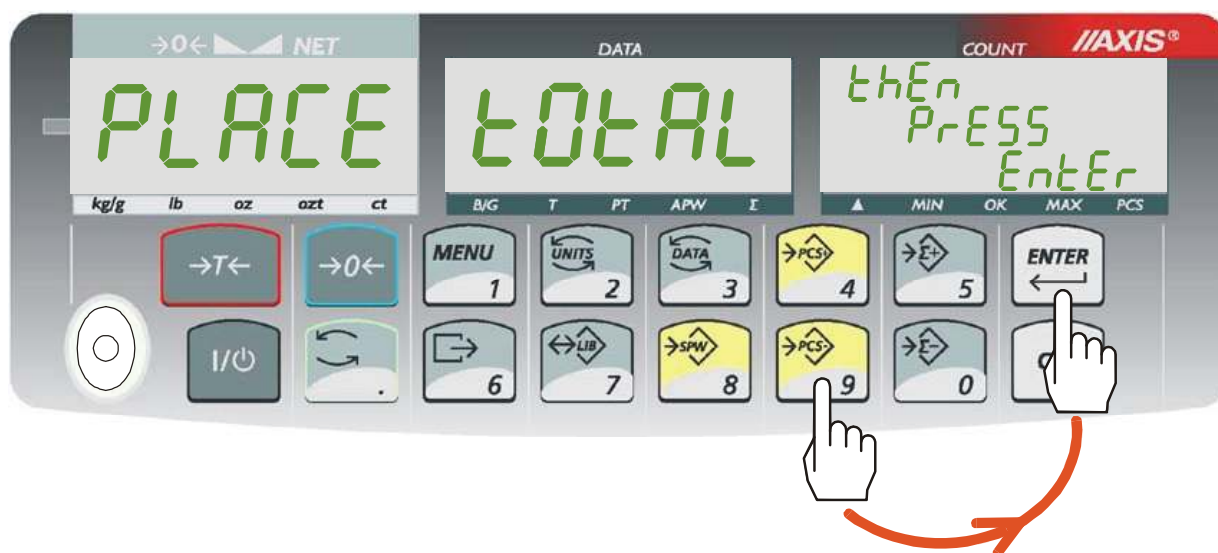 →0← NET
DATA
COUNT
//AXIS®
PLACE
tOtAL
thEn
PrESS
EntEr
kg/g lb oz ozt ct
B/G T PT APW Σ
▲ MIN OK MAX PCS
→T←
→0←
MENU 1
UNITS 2
DATA 3
→PCS+ 4
→Σ+ 5
ENTER
I/⏻
.
6
↔LIB 7
→SPW 8
→PCS- 9
→Σ- 0